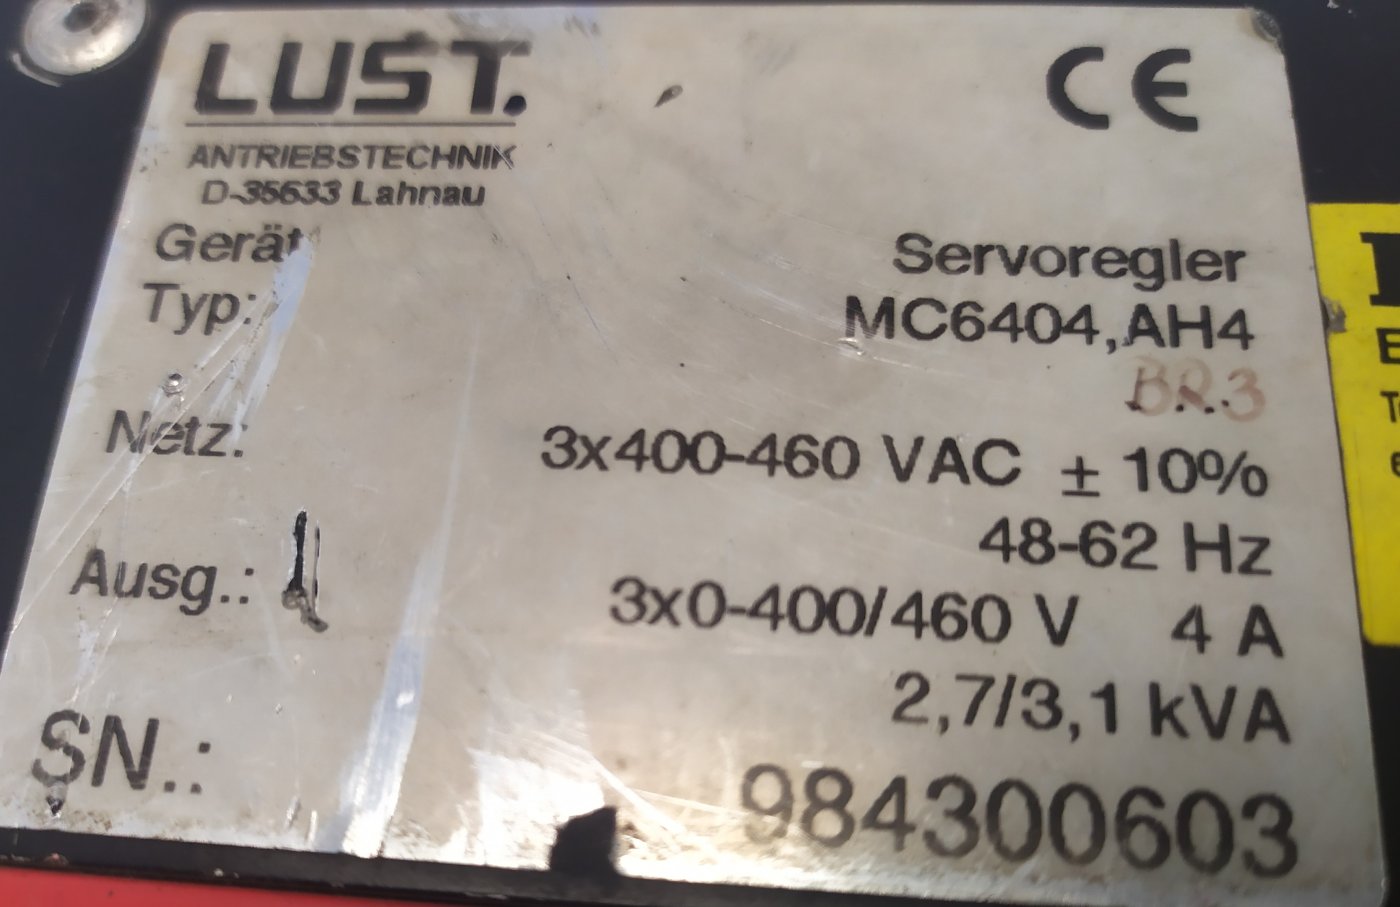 LUST.
CE
ANTRIEBSTECHNIK
D-35633 Lahnau
Gerät Servoregler
Typ: MC6404,AH4
BR3
Netz: 3x400-460 VAC ± 10%
48-62 Hz
Ausg.: 3x0-400/460 V 4 A
2,7/3,1 kVA
SN.: 984300603